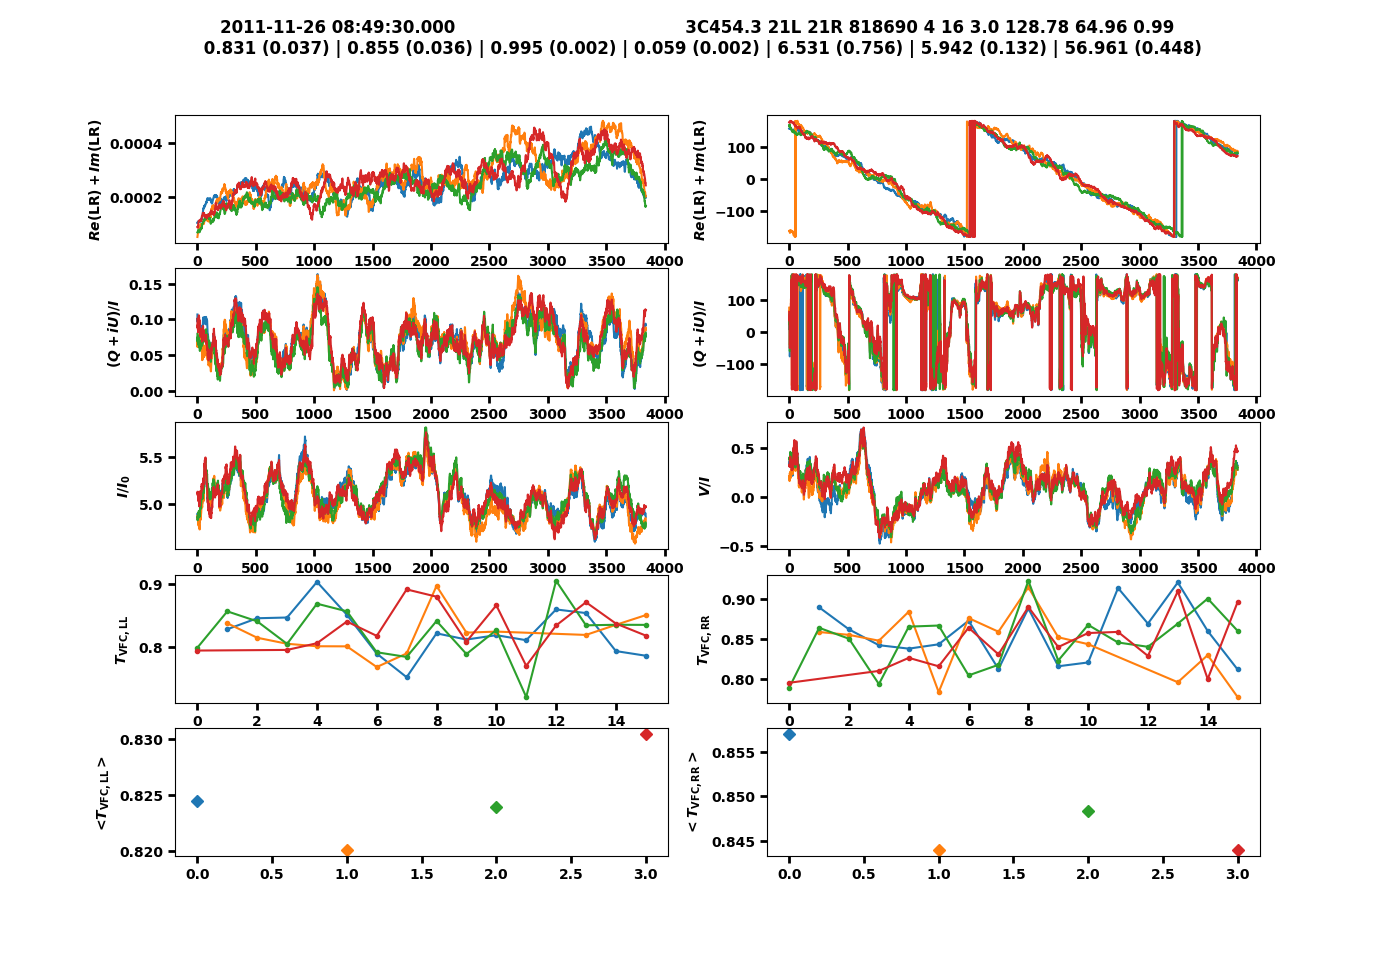 2011-11-26 08:49:30.000 3C454.3 21L 21R 818690 4 16 3.0 128.78 64.96 0.99
0.831 (0.037) | 0.855 (0.036) | 0.995 (0.002) | 0.059 (0.002) | 6.531 (0.756) | 5.942 (0.132) | 56.961 (0.448)
Re(LR) + Im(LR)
0.0004
0.0002
0 500 1000 1500 2000 2500 3000 3500 4000
Re(LR) + Im(LR)
100
0
−100
0 500 1000 1500 2000 2500 3000 3500 4000
(Q + iU)/I
0.15
0.10
0.05
0.00
0 500 1000 1500 2000 2500 3000 3500 4000
(Q + iU)/I
100
0
−100
0 500 1000 1500 2000 2500 3000 3500 4000
I/I0
5.5
5.0
0 500 1000 1500 2000 2500 3000 3500 4000
V/I
0.5
0.0
−0.5
0 500 1000 1500 2000 2500 3000 3500 4000
TVFC, LL
0.9
0.8
0 2 4 6 8 10 12 14
TVFC, RR
0.90
0.85
0.80
0 2 4 6 8 10 12 14
<TVFC, LL >
0.830
0.825
0.820
0.0 0.5 1.0 1.5 2.0 2.5 3.0
< TVFC, RR >
0.855
0.850
0.845
0.0 0.5 1.0 1.5 2.0 2.5 3.0